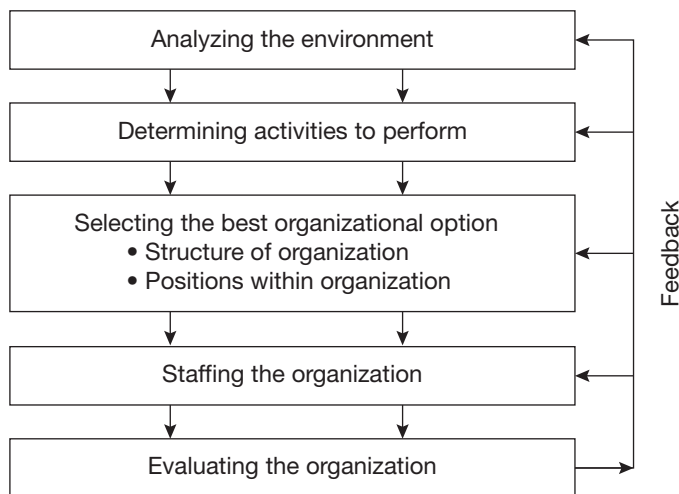 Analyzing the environment
Determining activities to perform
Selecting the best organizational option
• Structure of organization
• Positions within organization
Staffing the organization
Evaluating the organization
Feedback